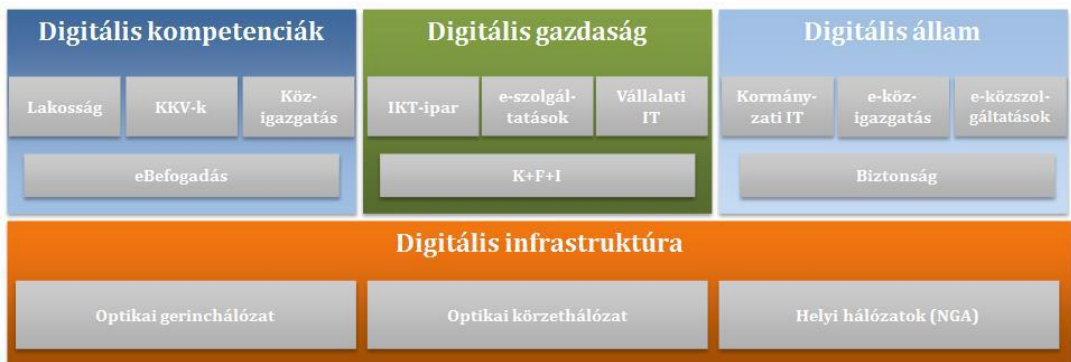 Digitális kompetenciák
Lakosság
KKV-k
Köz-
igazgatás
eBefogadás
Digitális gazdaság
IKT-ipar
e-szolgál-
tatások
Vállalati
IT
K+F+I
Digitális állam
Kormány-
zati IT
e-köz-
igazgatás
e-közszol-
gáltatások
Biztonság
Digitális infrastruktúra
Optikai gerinchálózat
Optikai körzethálózat
Helyi hálózatok (NGA)